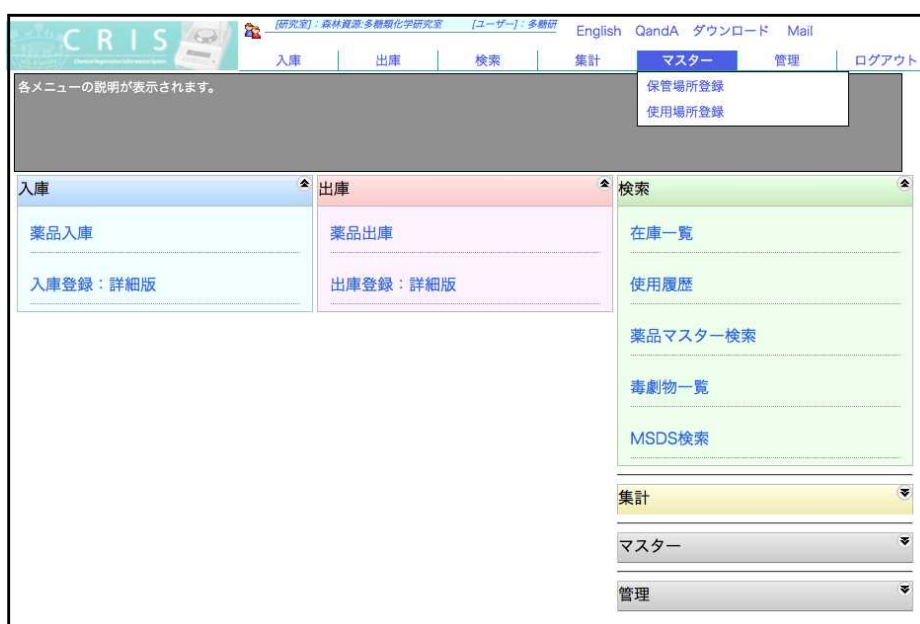 CRIS
[研究室]：森林資源:多糖類化学研究室 [ユーザー]：多糖研
English QandA ダウンロード Mail
入庫 出庫 検索 集計 マスター 管理 ログアウト
各メニューの説明が表示されます。
保管場所登録
使用場所登録
入庫 出庫 検索
薬品入庫 薬品出庫 在庫一覧
入庫登録：詳細版 出庫登録：詳細版 使用履歴
薬品マスター検索
毒劇物一覧
MSDS検索
集計
マスター
管理